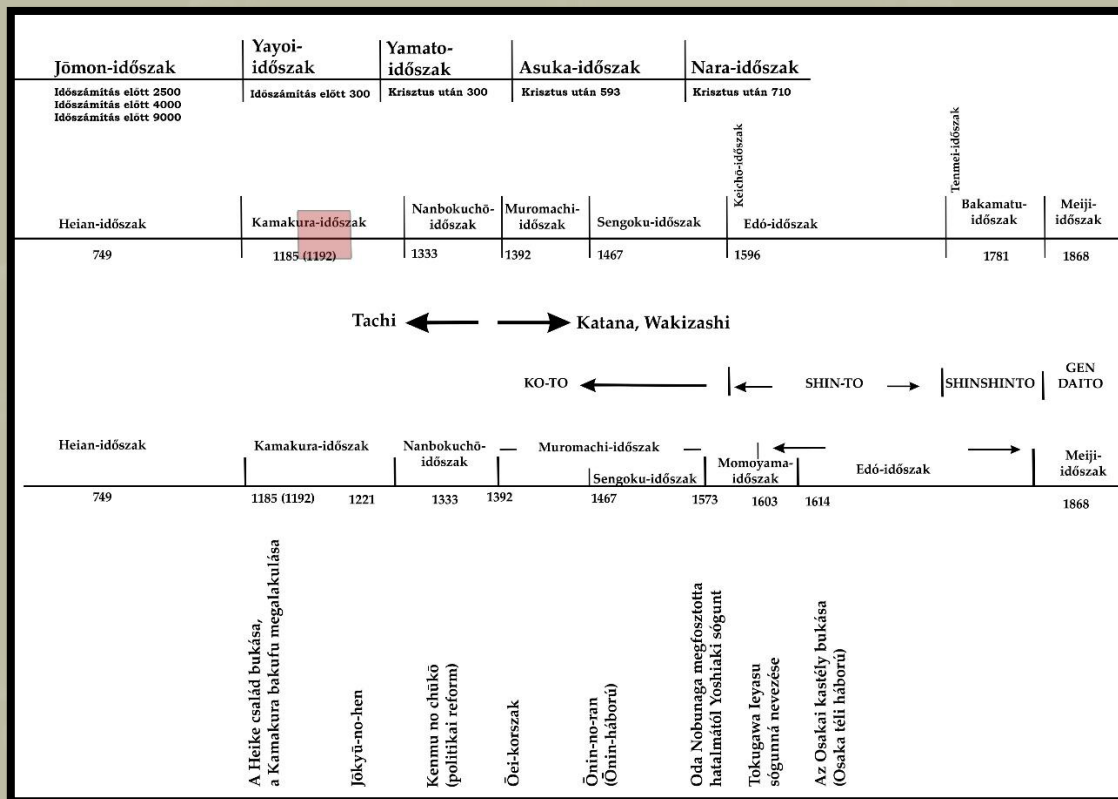 Jōmon-időszak
Yayoi-
időszak
Yamato-
időszak
Asuka-időszak
Nara-időszak
Időszámítás előtt 2500
Időszámítás előtt 4000
Időszámítás előtt 9000
Időszámítás előtt 300
Krisztus után 300
Krisztus után 593
Krisztus után 710
Keichō-időszak
Tenmei-időszak
Heian-időszak
Kamakura-időszak
Nanbokuchō-
időszak
Muromachi-
időszak
Sengoku-időszak
Edó-időszak
Bakamatu-
időszak
Meiji-
időszak
749
1185 (1192)
1333
1392
1467
1596
1781
1868
Tachi
Katana, Wakizashi
KO-TO
SHIN-TO
SHINSHINTO
GEN
DAITO
Heian-időszak
Kamakura-időszak
Nanbokuchō-
időszak
Muromachi-időszak
Sengoku-időszak
Momoyama-
időszak
Edó-időszak
Meiji-
időszak
749
1185 (1192)
1221
1333
1392
1467
1573
1603
1614
1868
A Heike család bukása,
a Kamakura bakufu megalakulása
Jōkyū-no-hen
Kenmu no chūkō
(politikai reform)
Ōei-korszak
Ōnin-no-ran
(Ōnin-háború)
Oda Nobunaga megfosztotta
hatalmától Yoshiaki sógunt
Tokugawa Ieyasu
sógunná nevezése
Az Osakai kastély bukása
(Osaka téli háború)